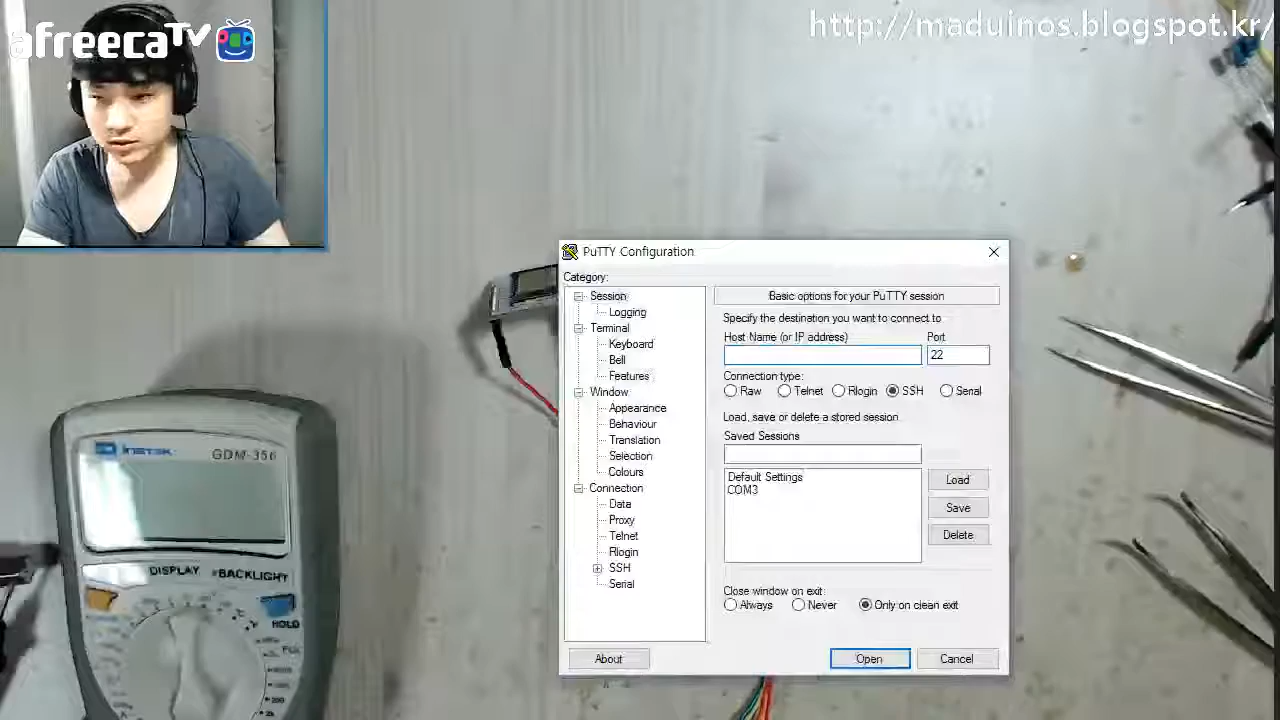 afreecaTV
http://maduinos.blogspot.kr/
PuTTY Configuration
Category:
Session
Logging
Terminal
Keyboard
Bell
Features
Window
Appearance
Behaviour
Translation
Selection
Colours
Connection
Data
Proxy
Telnet
Rlogin
SSH
Serial
Basic options for your PuTTY session
Specify the destination you want to connect to
Host Name (or IP address)
Port
22
Connection type:
Raw
Telnet
Rlogin
SSH
Serial
Load, save or delete a stored session
Saved Sessions
Default Settings
COM3
Load
Save
Delete
Close window on exit:
Always
Never
Only on clean exit
About
Open
Cancel
GDM-356
DISPLAY
BACKLIGHT
HOLD